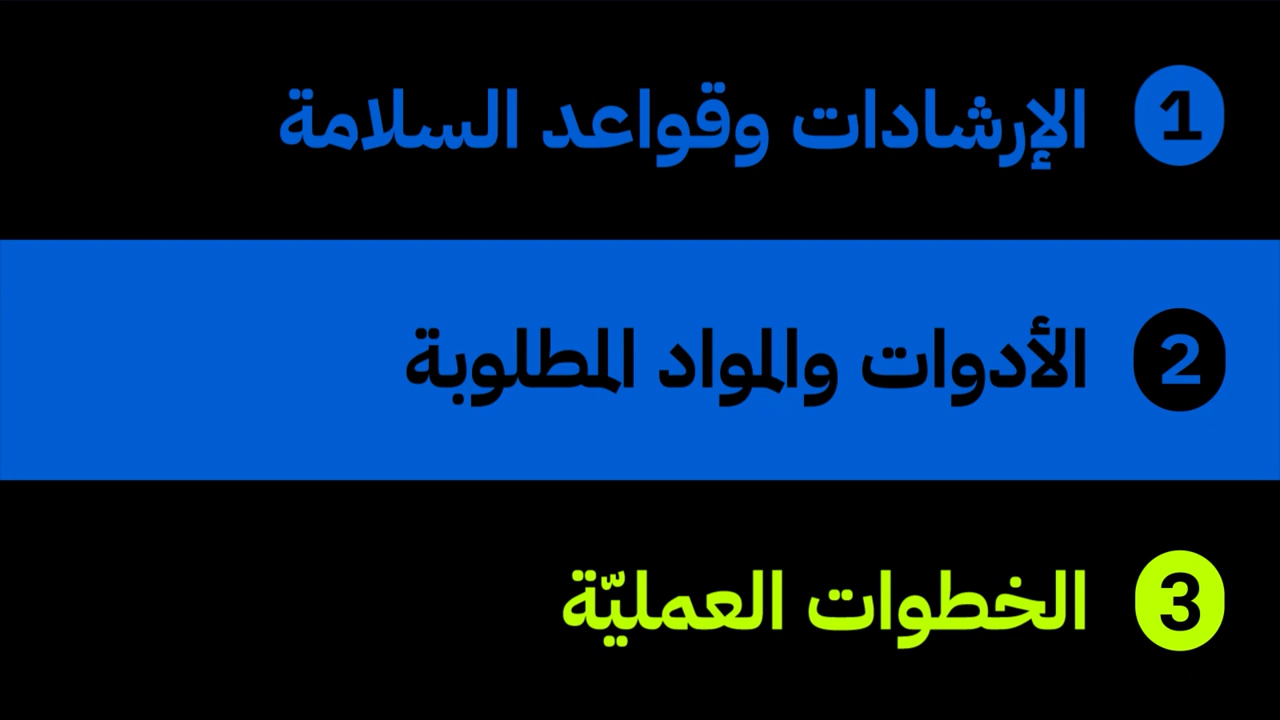 1 الإرشادات وقواعد السلامة
2 الأدوات والمواد المطلوبة
3 الخطوات العمليّة